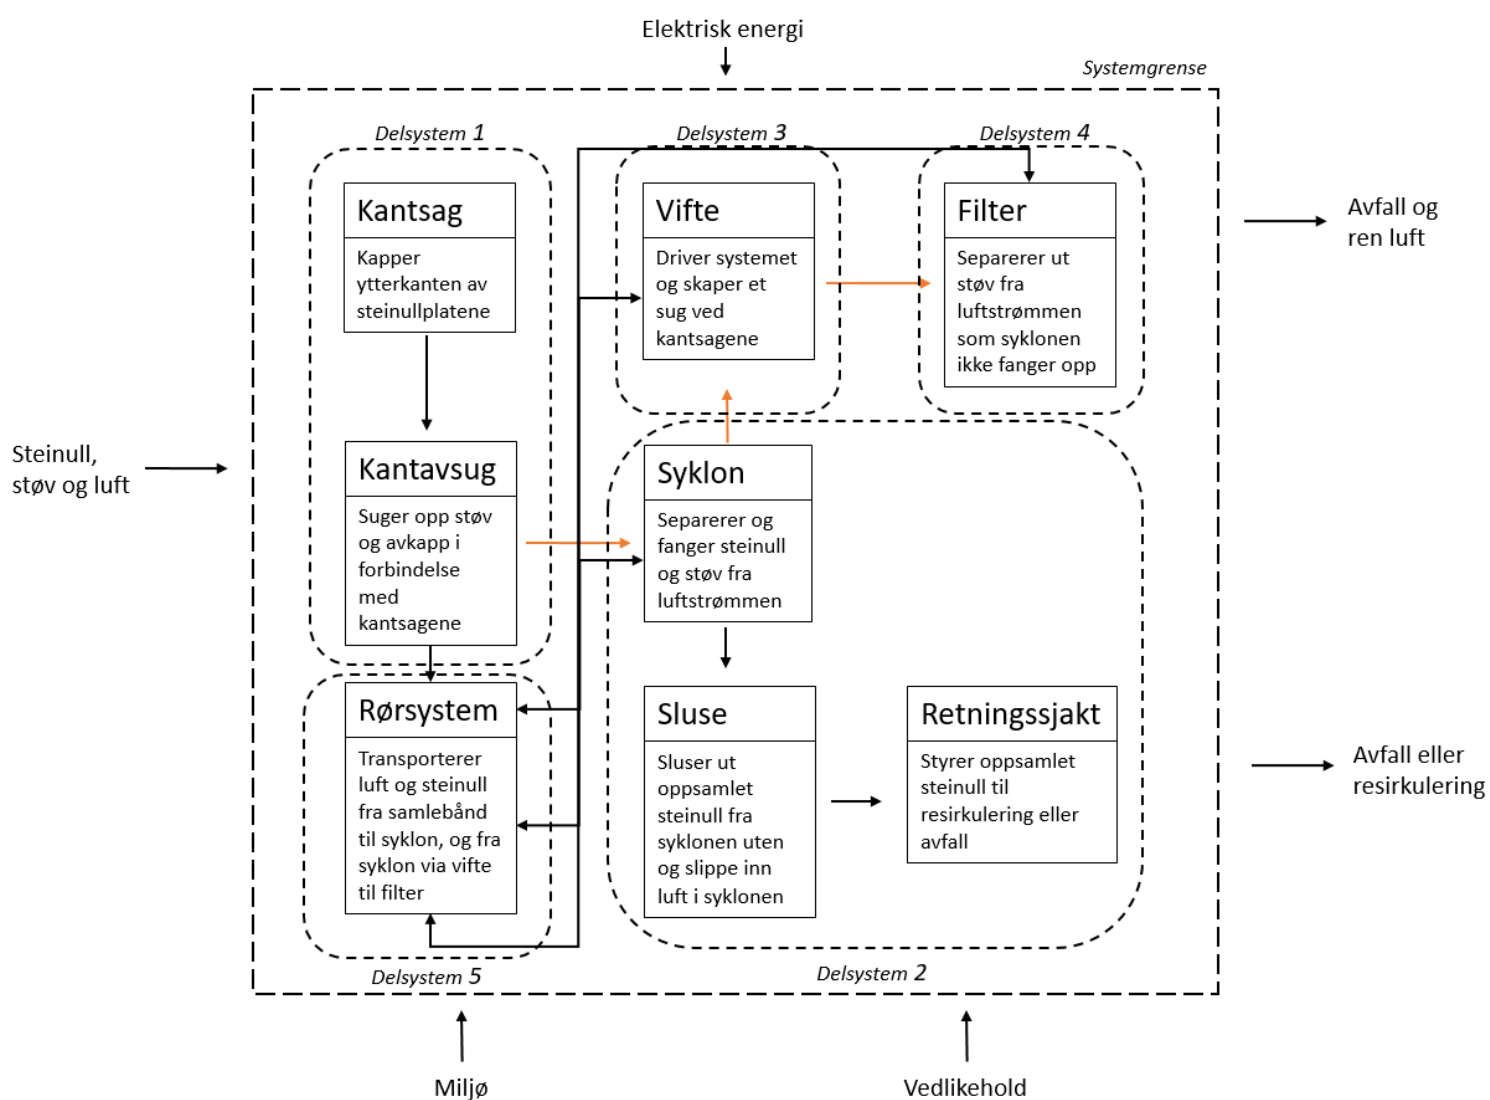 Elektrisk energi
Systemgrense
Delsystem 1
Delsystem 3
Delsystem 4
Kantsag
Kapper
ytterkanten av
steinullplatene
Vifte
Driver systemet
og skaper et
sug ved
kantsagene
Filter
Separerer ut
støv fra
luftstrømmen
som syklonen
ikke fanger opp
Avfall og
ren luft
Steinull,
støv og luft
Kantavsug
Suger opp støv
og avkapp i
forbindelse
med
kantsagene
Syklon
Separerer og
fanger steinull
og støv fra
luftstrømmen
Rørsystem
Transporterer
luft og steinull
fra samlebånd
til syklon, og fra
syklon via vifte
til filter
Sluse
Sluser ut
oppsamlet
steinull fra
syklonen uten
og slippe inn
luft i syklonen
Retningssjakt
Styrer oppsamlet
steinull til
resirkulering eller
avfall
Avfall eller
resirkulering
Delsystem 5
Delsystem 2
Miljø
Vedlikehold